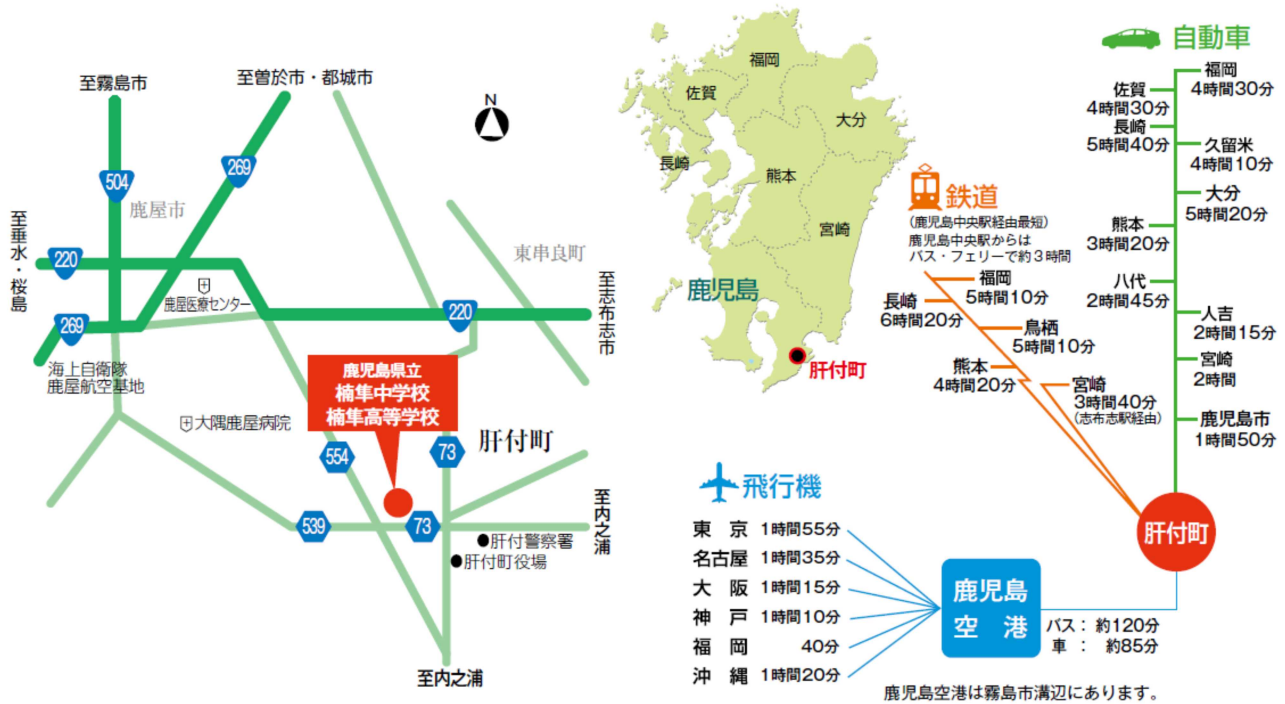 至霧島市
至曽於市・都城市
N
504
269
鹿屋市
至垂水・桜島
220
東串良町
鹿屋医療センター
至志布志市
269
220
海上自衛隊
鹿屋航空基地
鹿児島県立
楠隼中学校
楠隼高等学校
大隅鹿屋病院
肝付町
554
73
539
73
至内之浦
肝付警察署
肝付町役場
至内之浦
福岡
佐賀
大分
長崎
熊本
宮崎
鹿児島
肝付町
自動車
福岡
4時間30分
佐賀
4時間30分
長崎
5時間40分
久留米
4時間10分
大分
5時間20分
熊本
3時間20分
八代
2時間45分
人吉
2時間15分
宮崎
2時間
鹿児島市
1時間50分
鉄道
(鹿児島中央駅経由最短)
鹿児島中央駅からは
バス・フェリーで約3時間
福岡
5時間10分
長崎
6時間20分
鳥栖
5時間10分
熊本
4時間20分
宮崎
3時間40分
(志布志駅経由)
肝付町
飛行機
東 京 1時間55分
名古屋 1時間35分
大 阪 1時間15分
神 戸 1時間10分
福 岡 40分
沖 縄 1時間20分
鹿児島
空 港
バス： 約120分
車 ： 約85分
鹿児島空港は霧島市溝辺にあります。